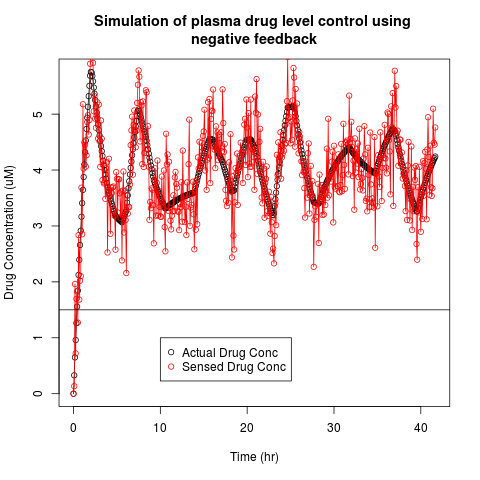 Simulation of plasma drug level control using
negative feedback
Drug Concentration (uM)
5
4
3
2
1
0
Actual Drug Conc
Sensed Drug Conc
0 10 20 30 40
Time (hr)